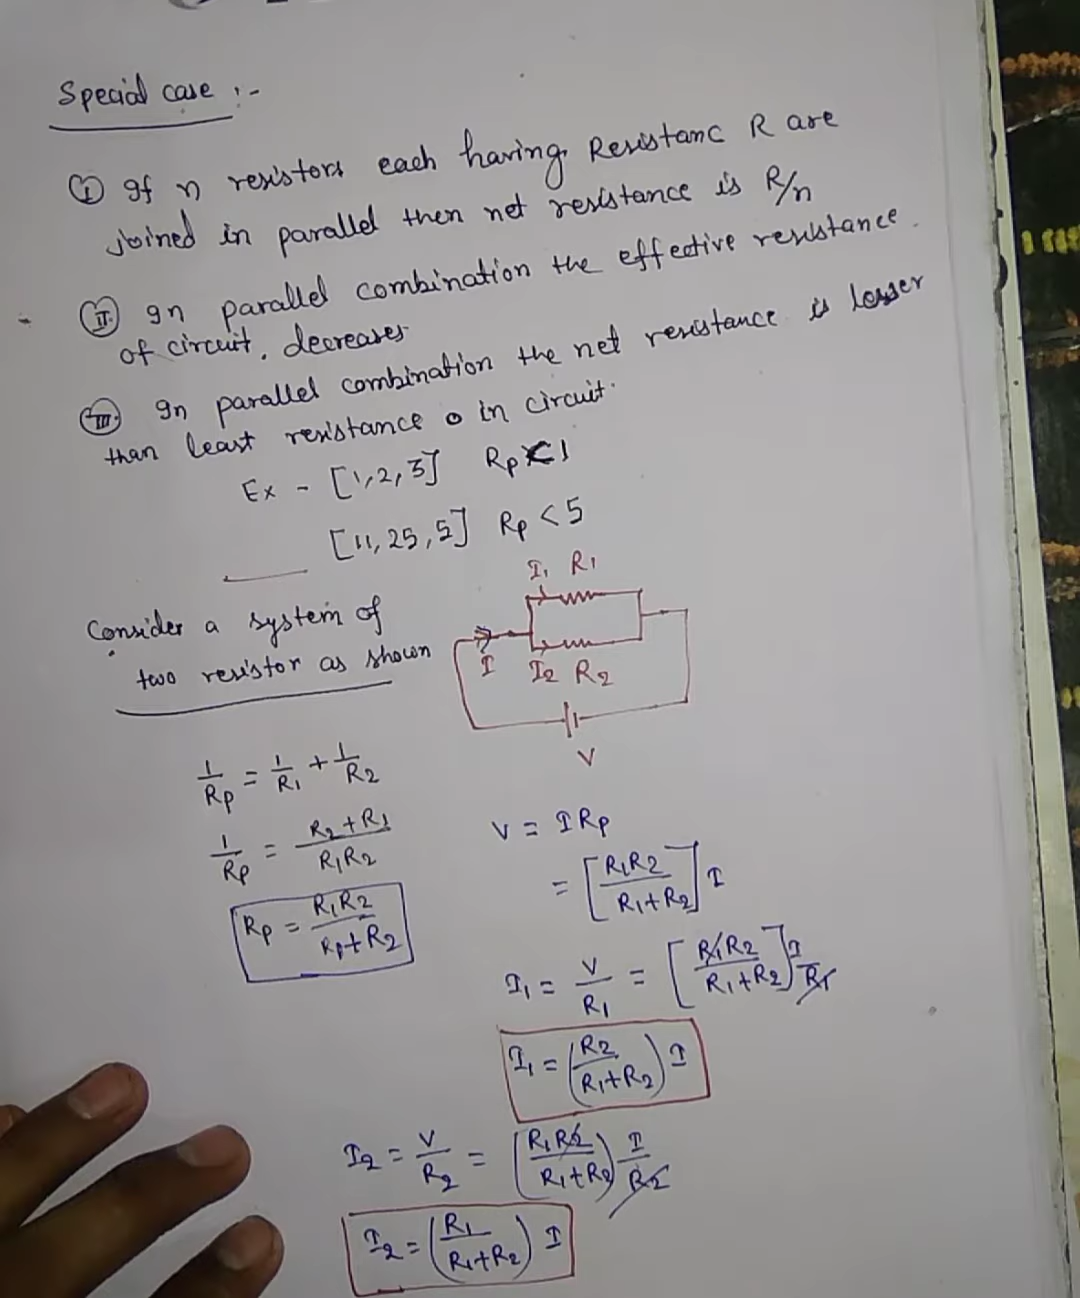 Special case :-
(I) If n resistors each having Resistanc R are
joined in parallel then net resistance is R/n
(II) In parallel combination the effective resistance
of circuit, decreases
(III) In parallel combination the net resistance is lesser
than least resistance in circuit.
Ex - [1,2,3] Rp<1
[11,25,5] Rp<5
I₁ R₁
Consider a system of
two resistor as shown
I I₂ R₂
V
1/Rp = 1/R₁ + 1/R₂
1/Rp = (R₂+R₁)/(R₁R₂)
Rp = (R₁R₂)/(R₁+R₂)
V = I Rp
= [R₁R₂/(R₁+R₂)] I
I₁ = V/R₁ = [R₁R₂/(R₁+R₂)] I/R₁
I₁ = (R₂/(R₁+R₂)) I
I₂ = V/R₂ = (R₁R₂/(R₁+R₂)) I/R₂
I₂ = (R₁/(R₁+R₂)) I